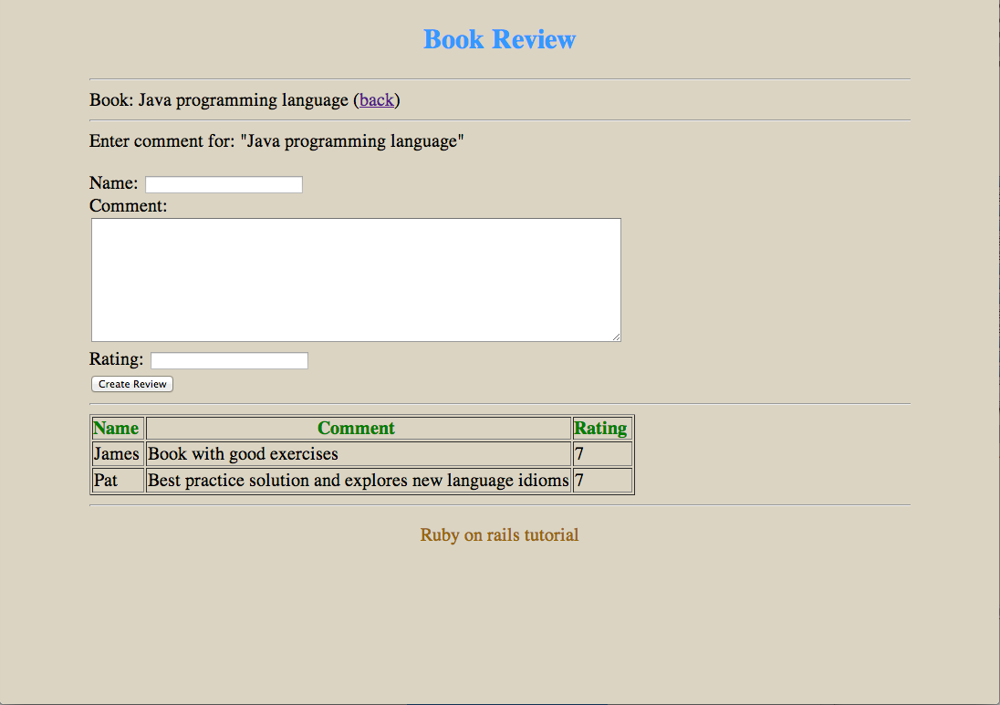 Book Review
Book: Java programming language (back)
Enter comment for: "Java programming language"
Name:
Comment:
Rating:
Create Review
Name Comment Rating
James Book with good exercises 7
Pat Best practice solution and explores new language idioms 7
Ruby on rails tutorial